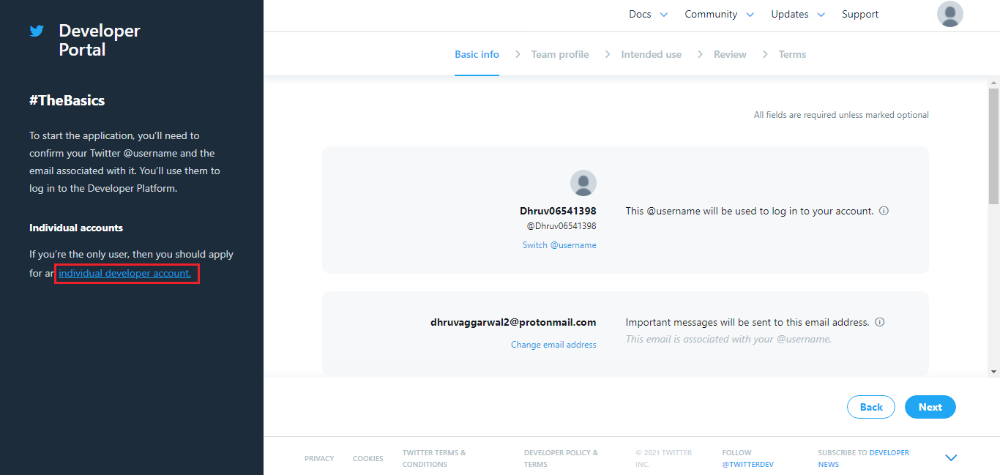 Developer
Portal
#TheBasics
To start the application, you’ll need to
confirm your Twitter @username and the
email associated with it. You’ll use them to
log in to the Developer Platform.
Individual accounts
If you’re the only user, then you should apply
for an individual developer account.
Docs Community Updates Support
Basic info Team profile Intended use Review Terms
All fields are required unless marked optional
Dhruv06541398
@Dhruv06541398
Switch @username
This @username will be used to log in to your account.
dhruvaggarwal2@protonmail.com
Change email address
Important messages will be sent to this email address.
This email is associated with your @username.
Back Next
PRIVACY
COOKIES
TWITTER TERMS &
CONDITIONS
DEVELOPER POLICY &
TERMS
© 2021 TWITTER
INC.
FOLLOW
@TWITTERDEV
SUBSCRIBE TO DEVELOPER
NEWS